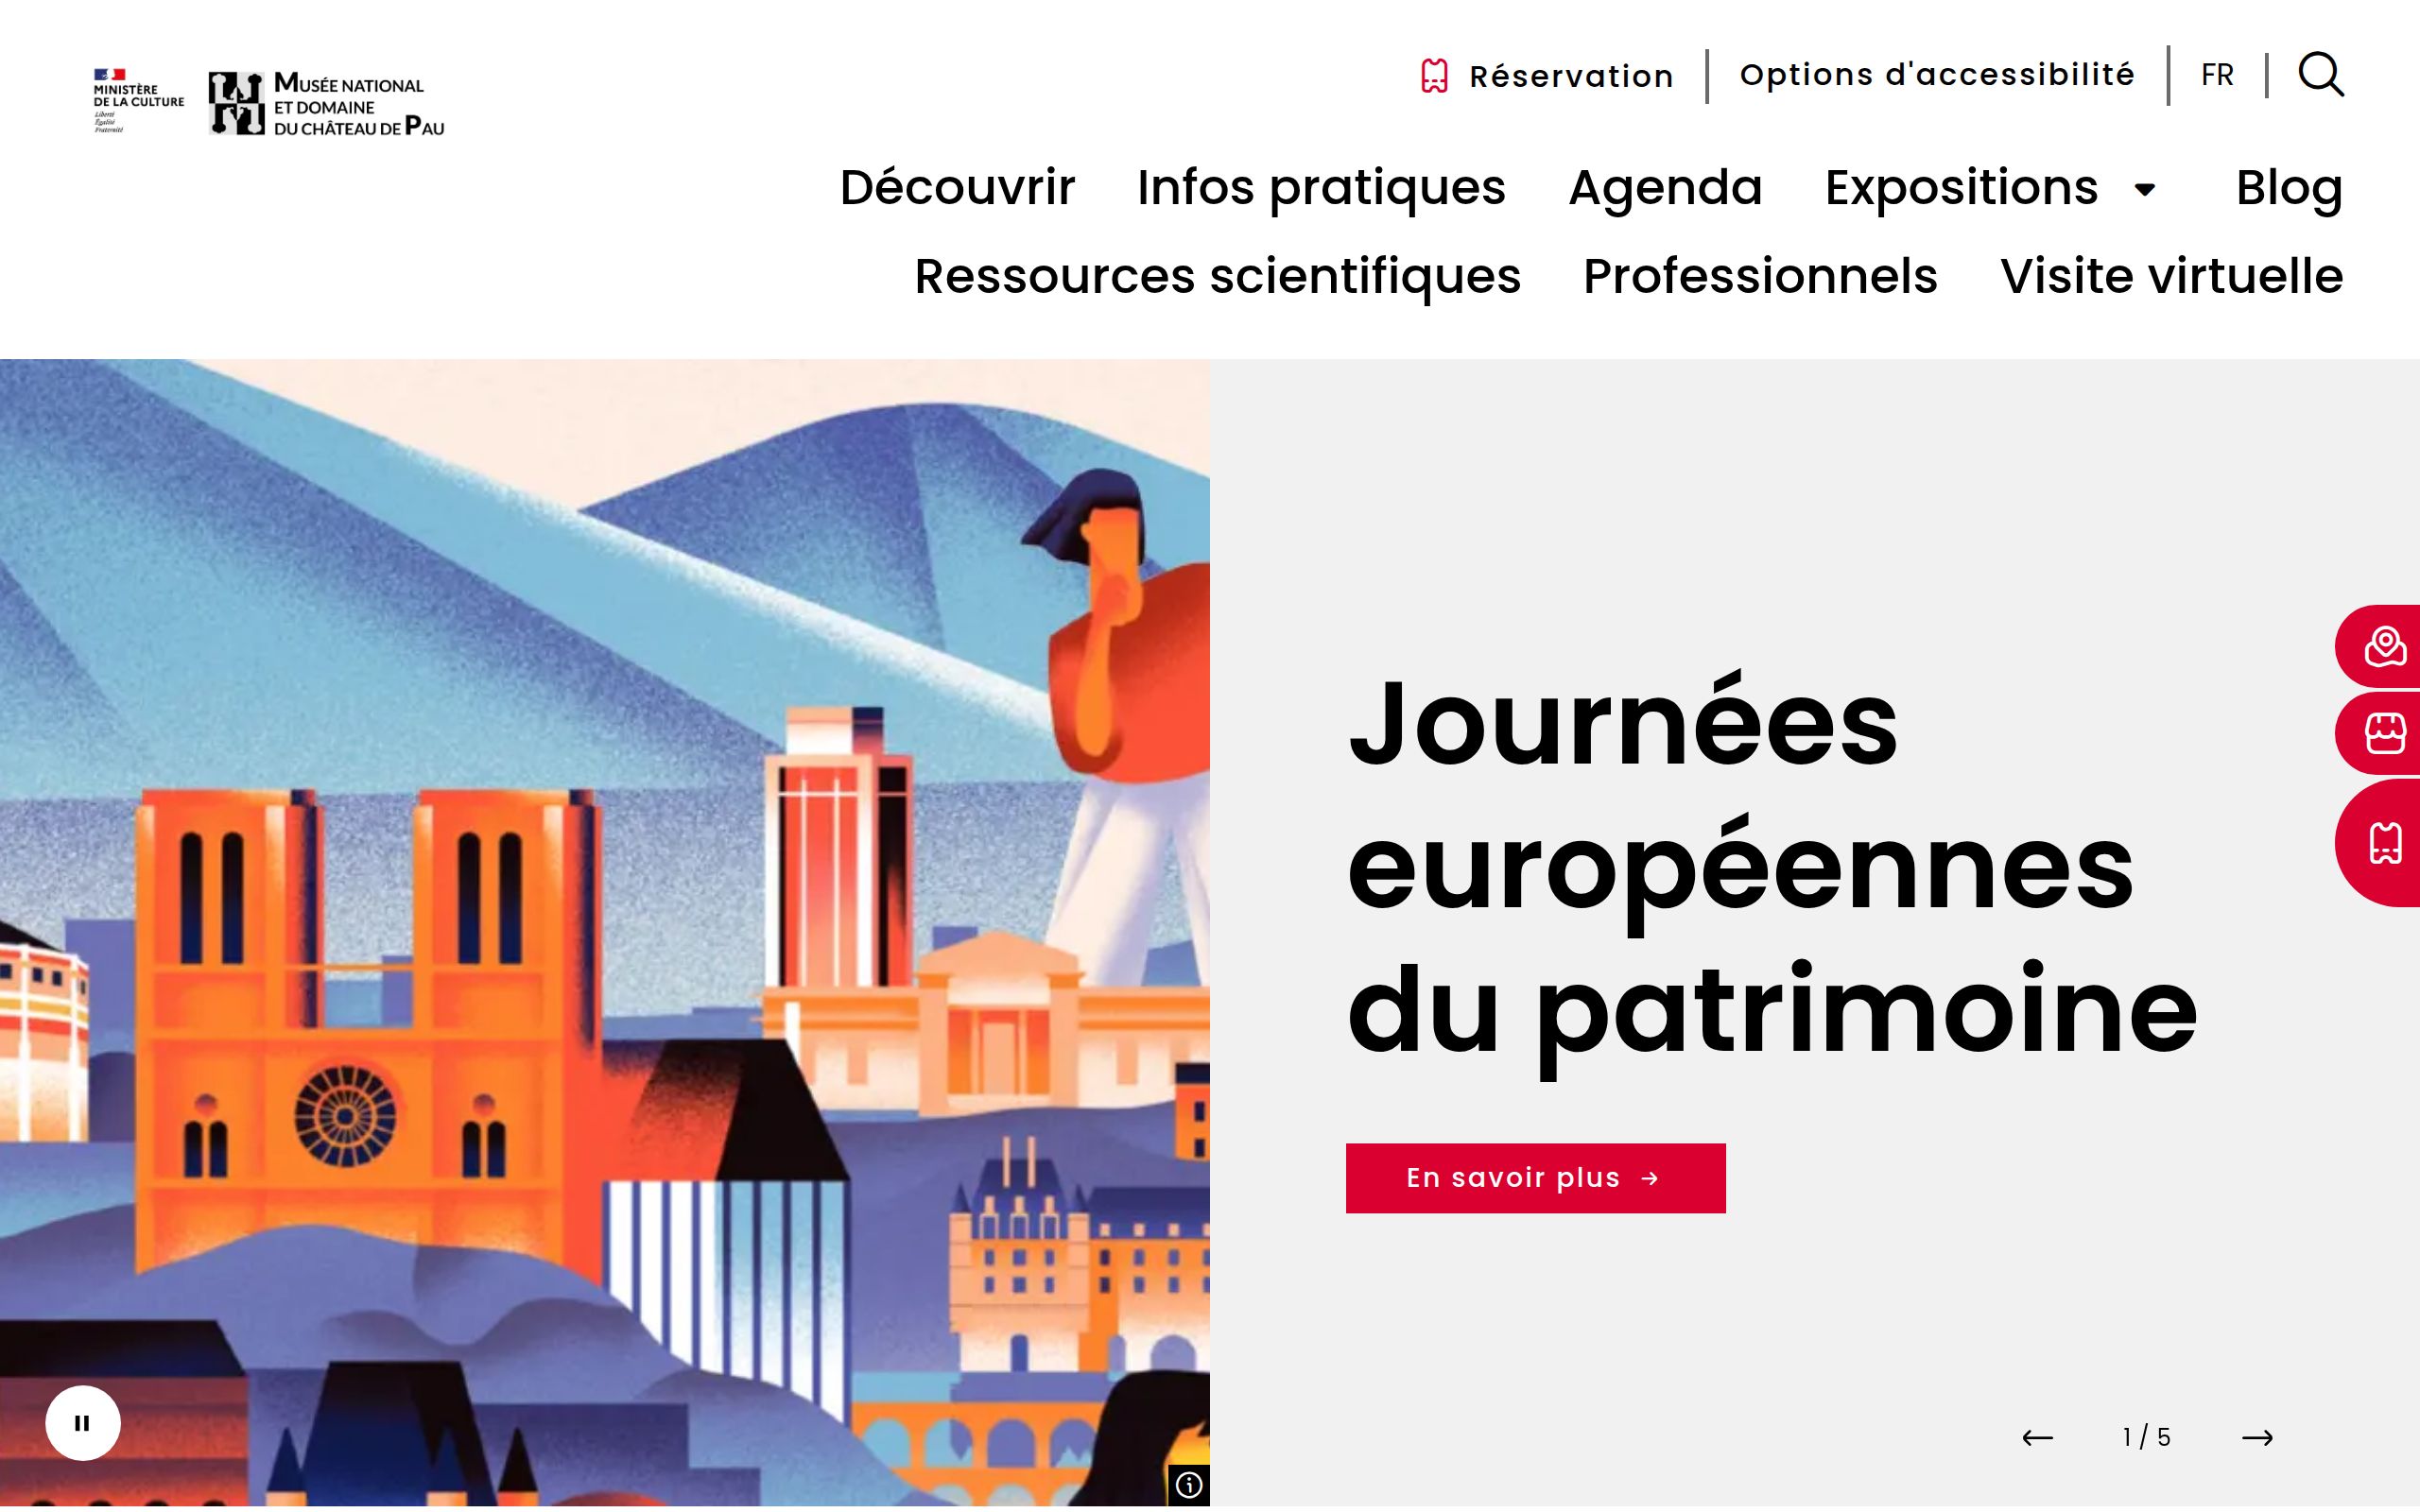 MINISTÈRE
DE LA CULTURE
Liberté
Égalité
Fraternité
MUSÉE NATIONAL
ET DOMAINE
DU CHÂTEAU DE PAU
Réservation
Options d'accessibilité
FR
Découvrir
Infos pratiques
Agenda
Expositions
Blog
Ressources scientifiques
Professionnels
Visite virtuelle
Journées
européennes
du patrimoine
En savoir plus →
← 1 / 5 →